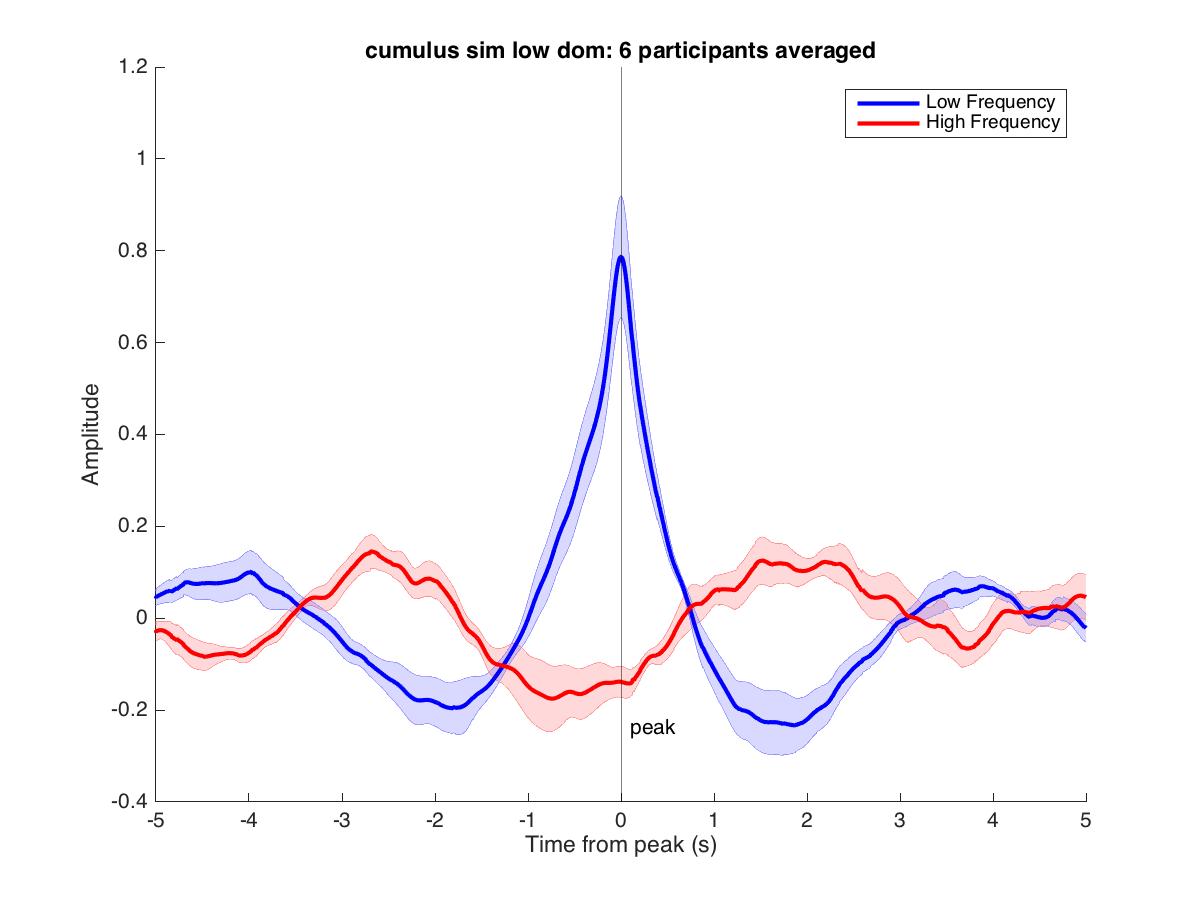 cumulus sim low dom: 6 participants averaged
Low Frequency
High Frequency
1.2
1
0.8
0.6
0.4
0.2
0
-0.2
-0.4
Amplitude
peak
-5 -4 -3 -2 -1 0 1 2 3 4 5
Time from peak (s)